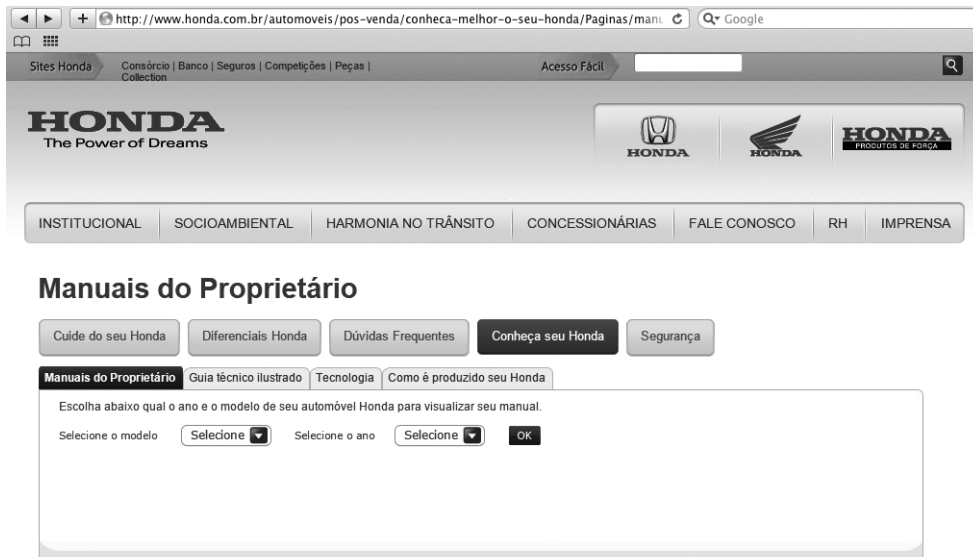 http://www.honda.com.br/automoveis/pos-venda/conheca-melhor-o-seu-honda/Paginas/manu
Google
Sites Honda Consórcio | Banco | Seguros | Competições | Peças | Acesso Fácil
Collection
HONDA
The Power of Dreams
HONDA HONDA HONDA
PRODUTOS DE FORÇA
INSTITUCIONAL SOCIOAMBIENTAL HARMONIA NO TRÂNSITO CONCESSIONÁRIAS FALE CONOSCO RH IMPRENSA
Manuais do Proprietário
Cuide do seu Honda Diferenciais Honda Dúvidas Frequentes Conheça seu Honda Segurança
Manuais do Proprietário Guia técnico ilustrado Tecnologia Como é produzido seu Honda
Escolha abaixo qual o ano e o modelo de seu automóvel Honda para visualizar seu manual.
Selecione o modelo Selecione Selecione o ano Selecione OK